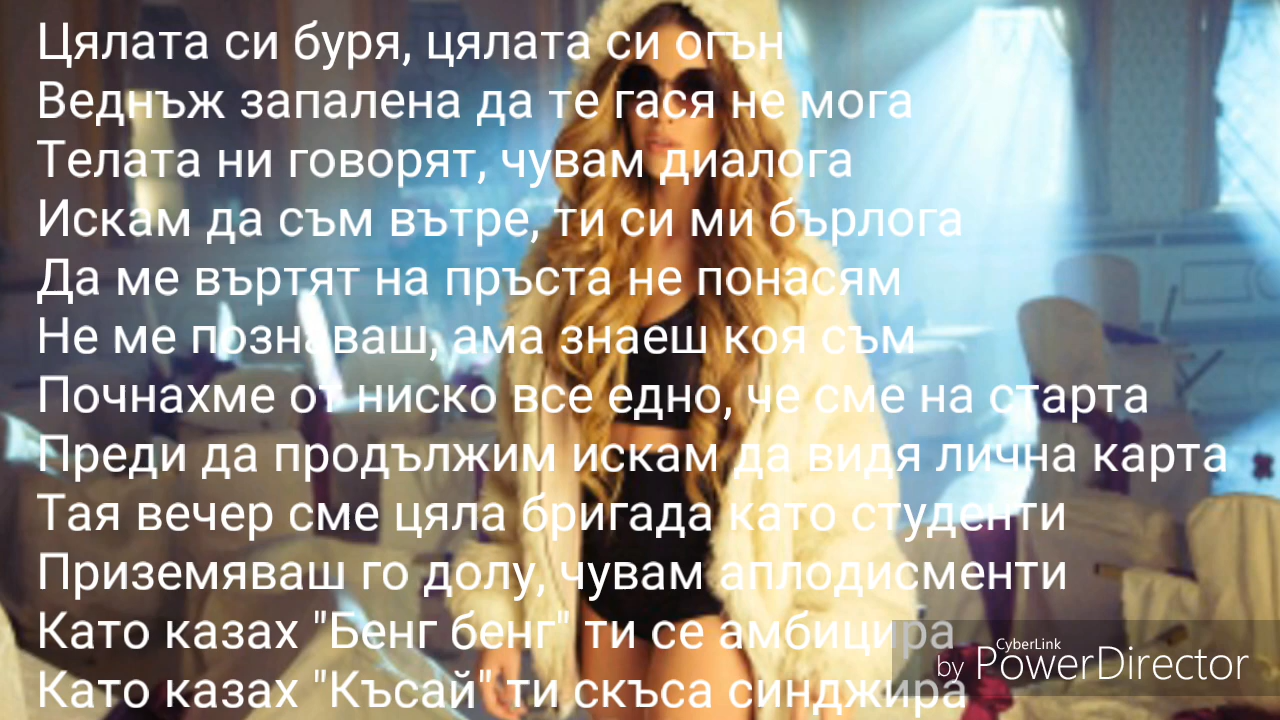 Цялата си буря, цялата си огън
Веднъж запалена да те гася не мога
Телата ни говорят, чувам диалога
Искам да съм вътре, ти си ми бърлога
Да ме въртят на пръста не понасям
Не ме познаваш, ама знаеш коя съм
Почнахме от ниско все едно, че сме на старта
Преди да продължим искам да видя лична карта
Тая вечер сме цяла бригада като студенти
Приземяваш го долу, чувам аплодисменти
Като казах "Бенг бенг" ти се амбицира
Като казах "Късай" ти скъса синджира
CyberLink
by PowerDirector